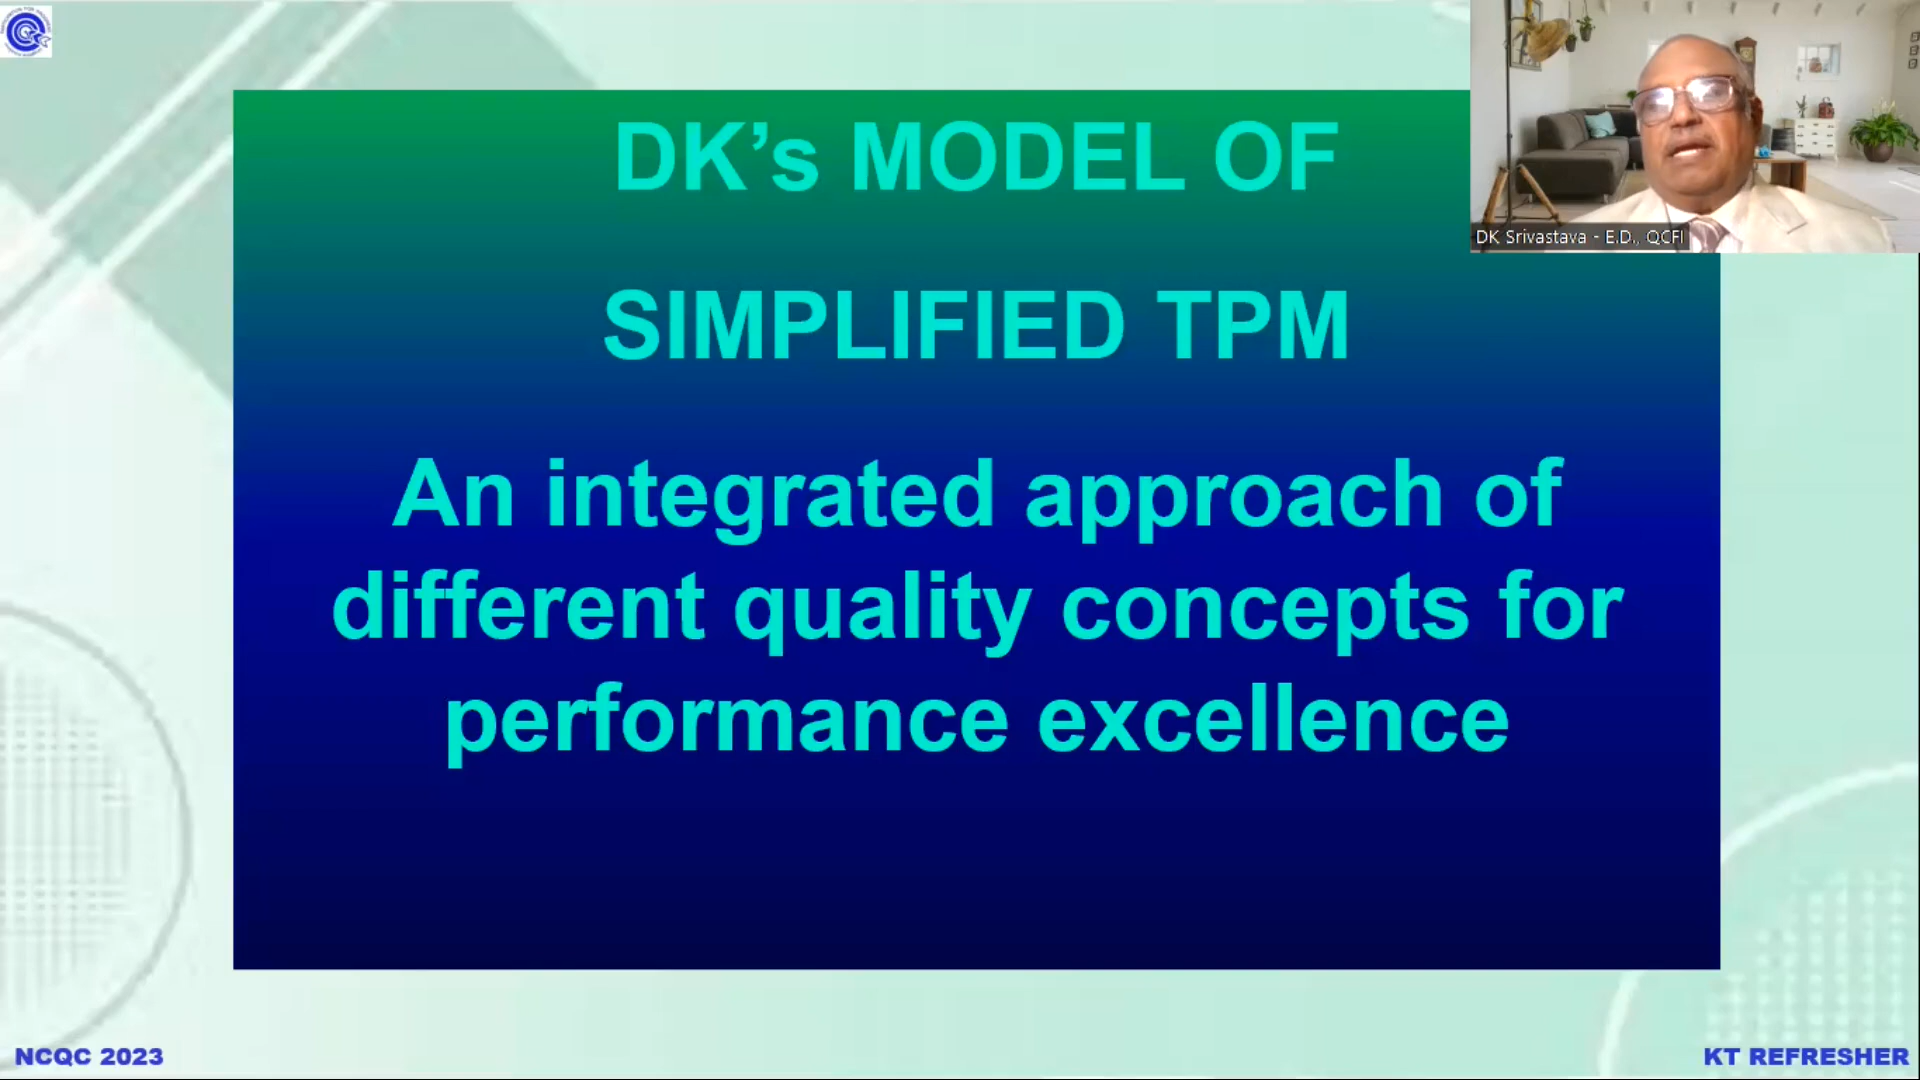 DK’s MODEL OF
SIMPLIFIED TPM
An integrated approach of
different quality concepts for
performance excellence
DK Srivastava - E.D., QCFI
NCQC 2023
KT REFRESHER